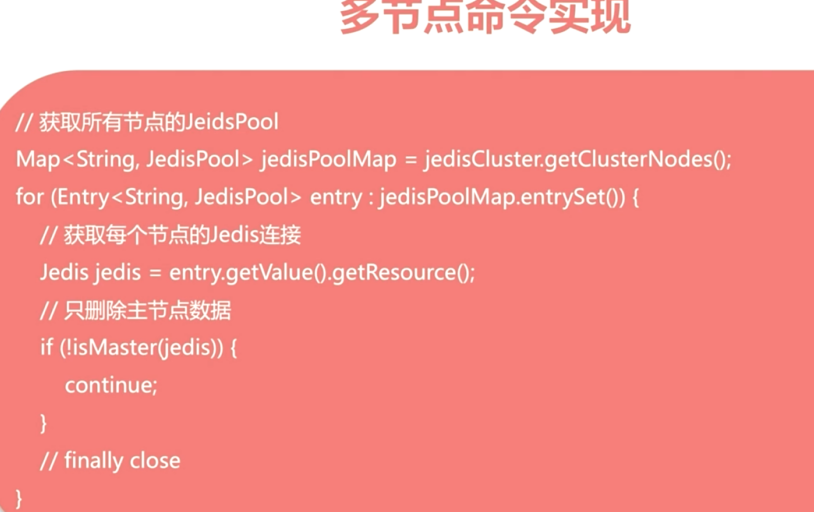 多节点命令实现
// 获取所有节点的JeidsPool
Map<String, JedisPool> jedisPoolMap = jedisCluster.getClusterNodes();
for (Entry<String, JedisPool> entry : jedisPoolMap.entrySet()) {
// 获取每个节点的Jedis连接
Jedis jedis = entry.getValue().getResource();
// 只删除主节点数据
if (!isMaster(jedis)) {
continue;
}
// finally close
}